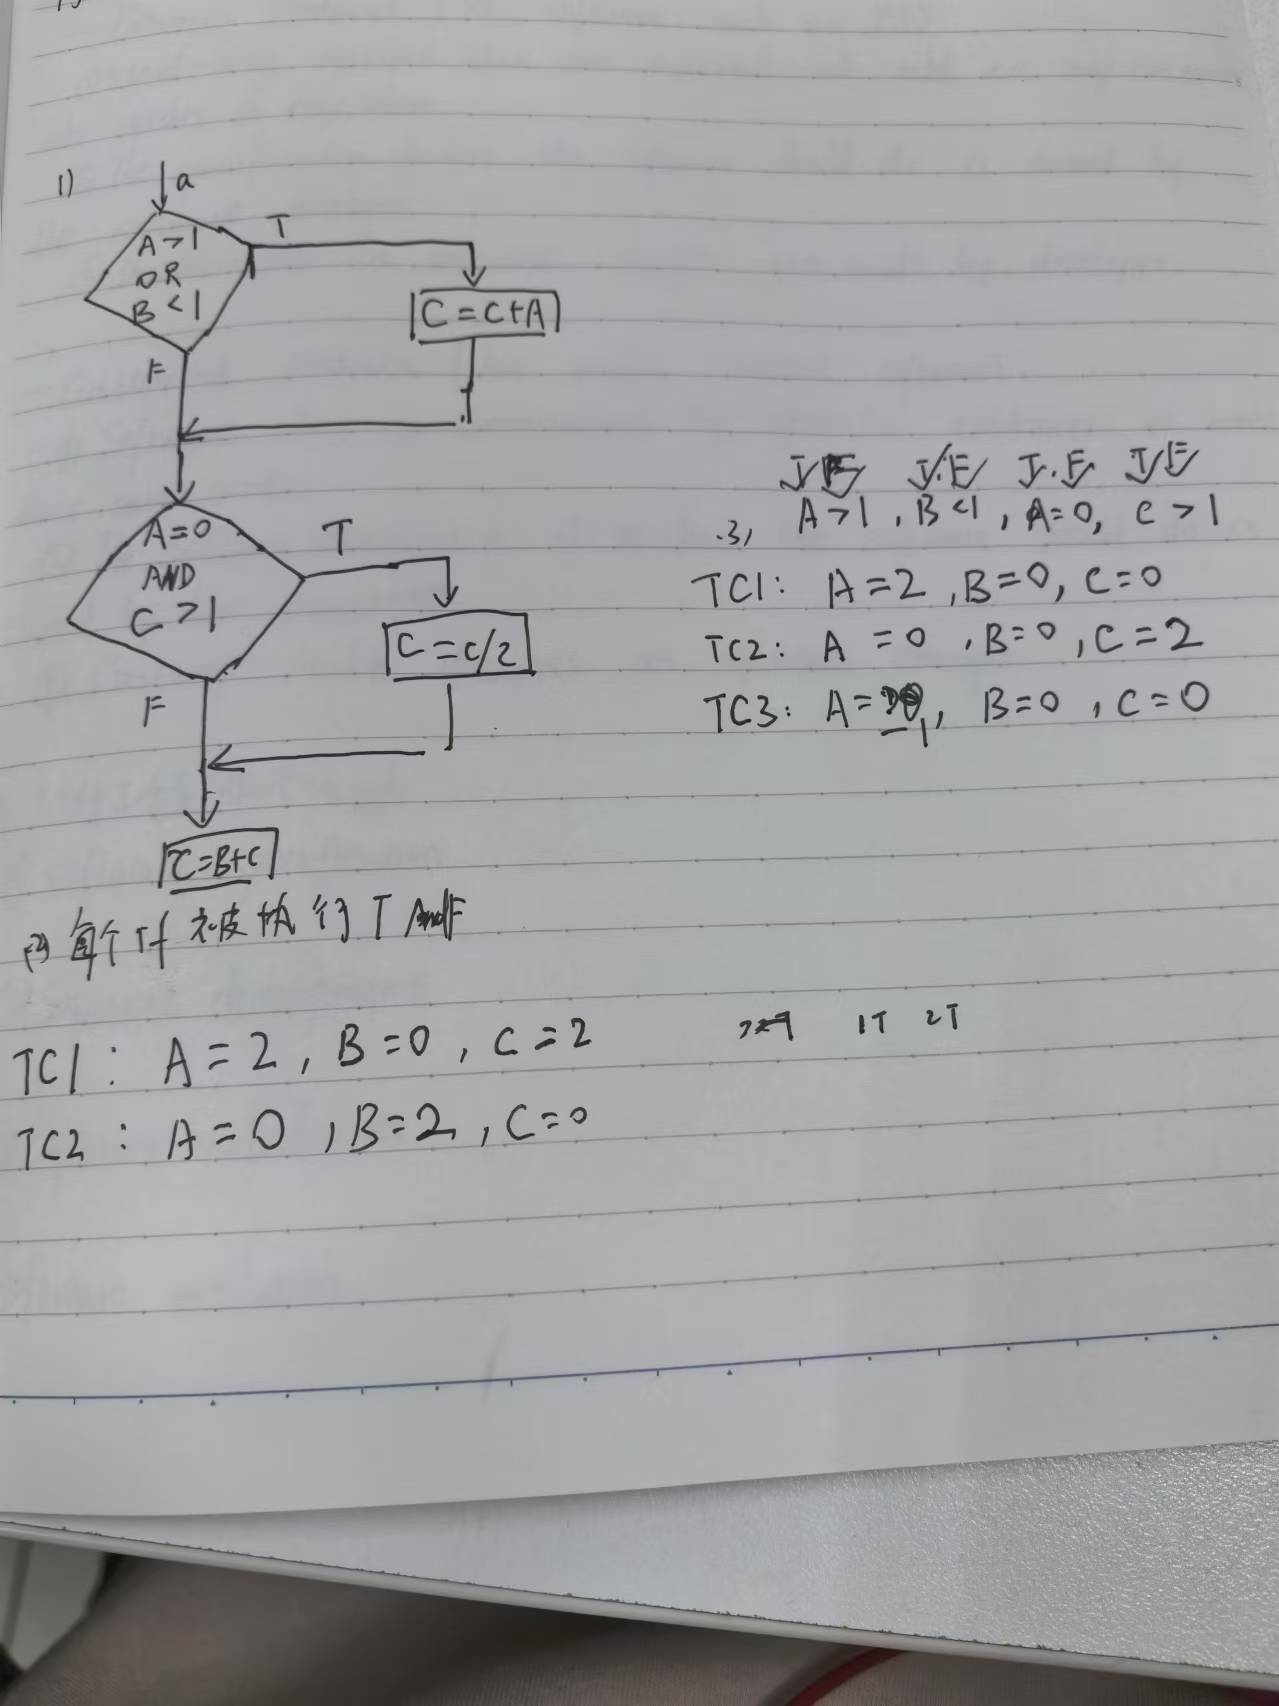 1)
a
A>1
OR
B<1
T
C=C+A
F
A=0
AND
C>1
T
C=C/2
F
C=B+C
(2) 每个If 被执行 T And F
TC1: A=2, B=0, C=2
1T 2T
TC2: A=0, B=2, C=0
T F T.F T.F T F
3, A>1, B<1, A=0, C>1
TC1: A=2, B=0, C=0
TC2: A=0, B=0, C=2
TC3: A=-1, B=0, C=0